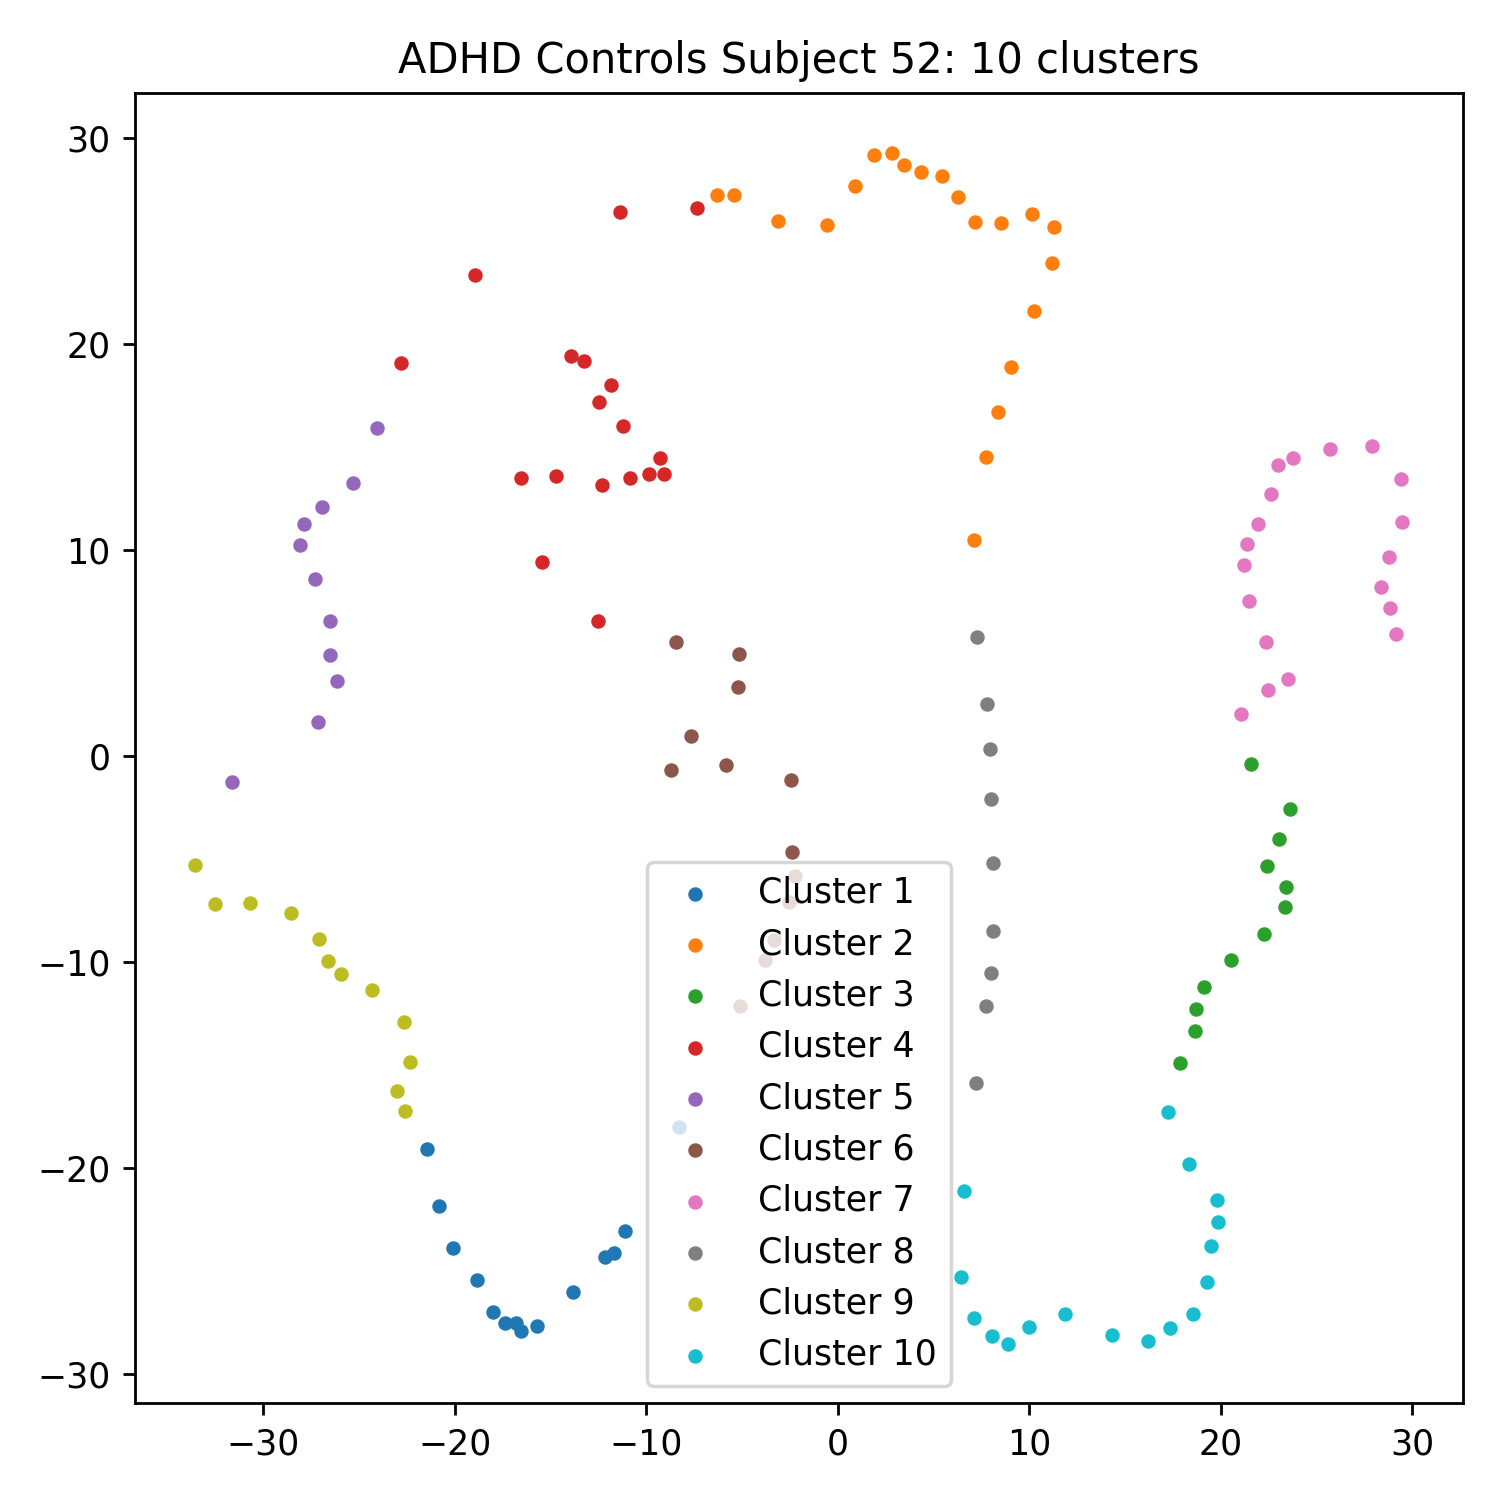 ADHD Controls Subject 52: 10 clusters
30
20
10
0
−10
−20
−30
Cluster 1
Cluster 2
Cluster 3
Cluster 4
Cluster 5
Cluster 6
Cluster 7
Cluster 8
Cluster 9
Cluster 10
−30 −20 −10 0 10 20 30